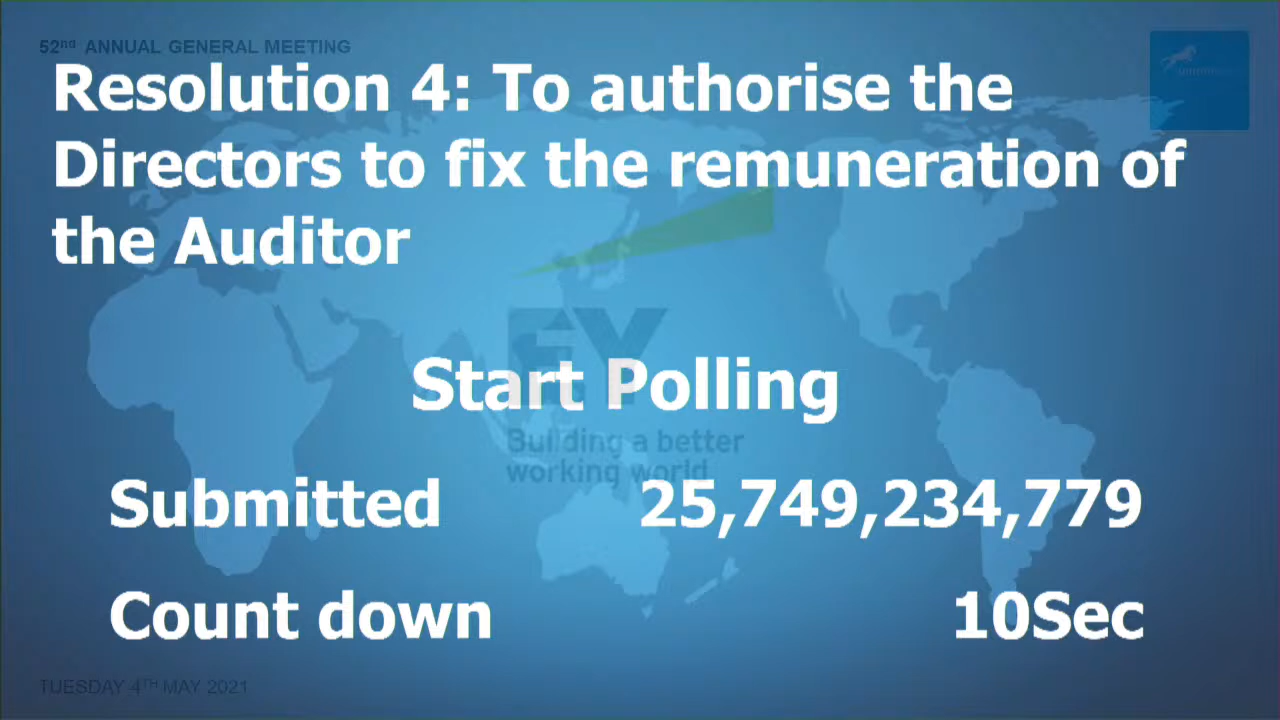 52nd ANNUAL GENERAL MEETING
Resolution 4: To authorise the
Directors to fix the remuneration of
the Auditor
EY
Start Polling
Building a better
working world
Submitted 25,749,234,779
Count down 10Sec
TUESDAY 4TH MAY 2021